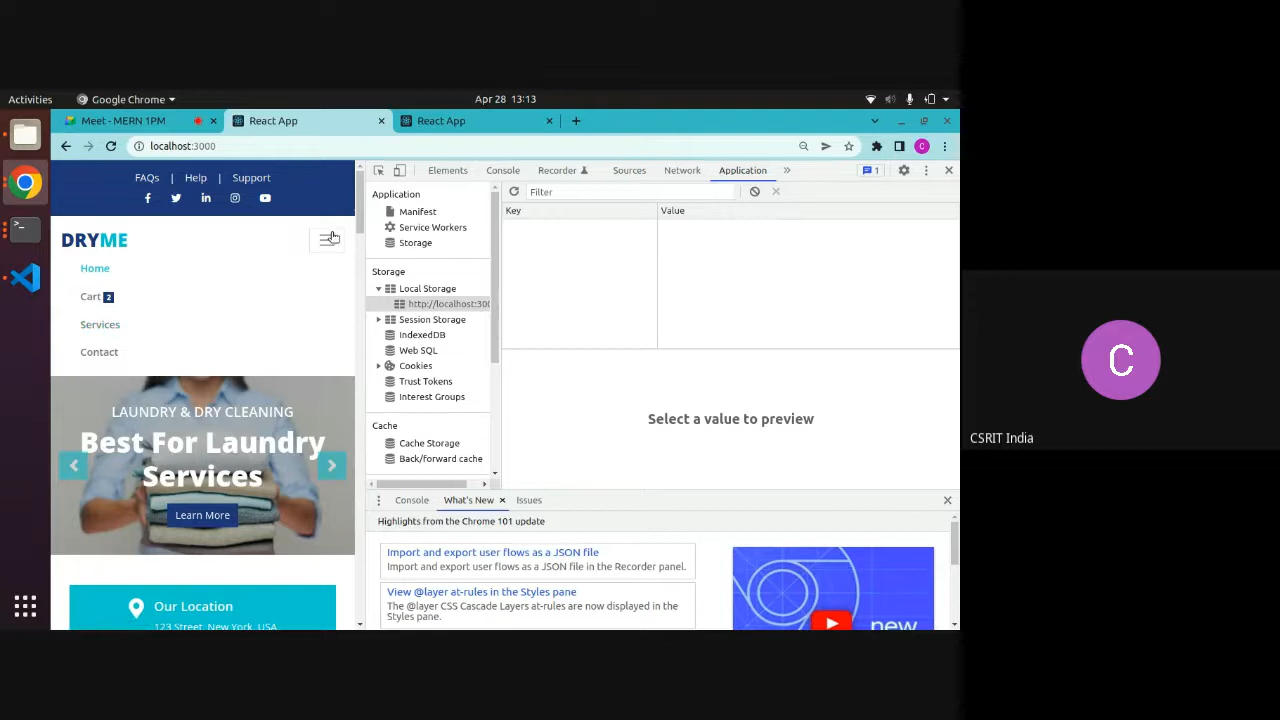 Activities
Google Chrome
Apr 28 13:13
Meet - MERN 1PM
React App
React App
localhost:3000
C
FAQs | Help | Support
DRYME
Home
Cart 2
Services
Contact
LAUNDRY & DRY CLEANING
Best For Laundry
Services
Learn More
Our Location
123 Street, New York, USA
Elements Console Recorder Sources Network Application 1
Application
Manifest
Service Workers
Storage
Storage
Local Storage
http://localhost:300
Session Storage
IndexedDB
Web SQL
Cookies
Trust Tokens
Interest Groups
Cache
Cache Storage
Back/forward cache
Filter
Key Value
Select a value to preview
Console What's New Issues
Highlights from the Chrome 101 update
Import and export user flows as a JSON file
Import and export user flows as a JSON file in the Recorder panel.
View @layer at-rules in the Styles pane
The @layer CSS Cascade Layers at-rules are now displayed in the
Styles pane.
new
C
CSRIT India